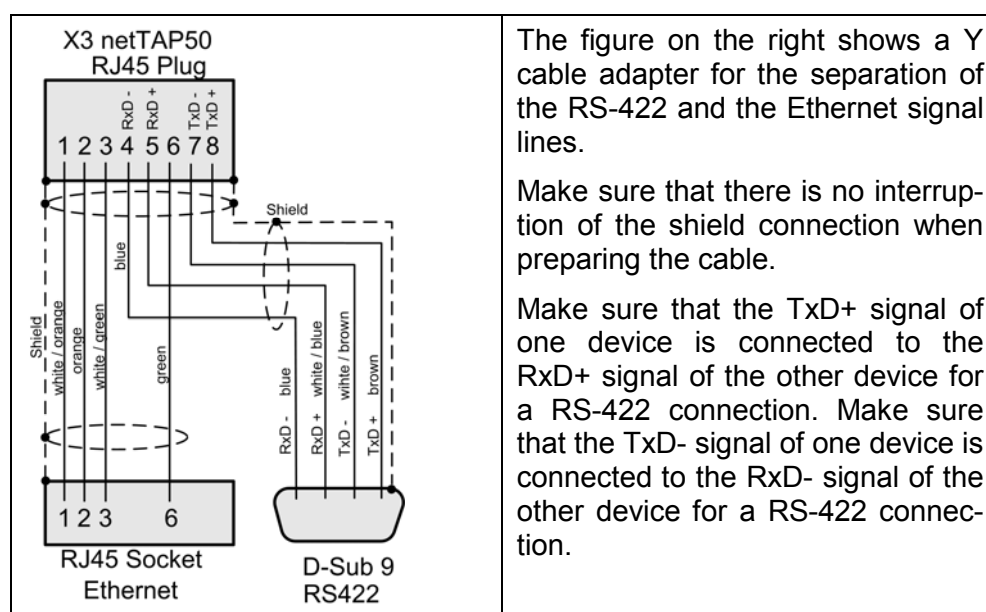 X3 netTAP50
RJ45 Plug
RxD -
RxD +
TxD -
TxD +
1 2 3 4 5 6 7 8
Shield
blue
Shield
white / orange
orange
white / green
green
RxD - blue
RxD + white / blue
TxD - wihte / brown
TxD + brown
1 2 3 6
RJ45 Socket
Ethernet
D-Sub 9
RS422
The figure on the right shows a Y
cable adapter for the separation of
the RS-422 and the Ethernet signal
lines.
Make sure that there is no interrup-
tion of the shield connection when
preparing the cable.
Make sure that the TxD+ signal of
one device is connected to the
RxD+ signal of the other device for
a RS-422 connection. Make sure
that the TxD- signal of one device is
connected to the RxD- signal of the
other device for a RS-422 connec-
tion.